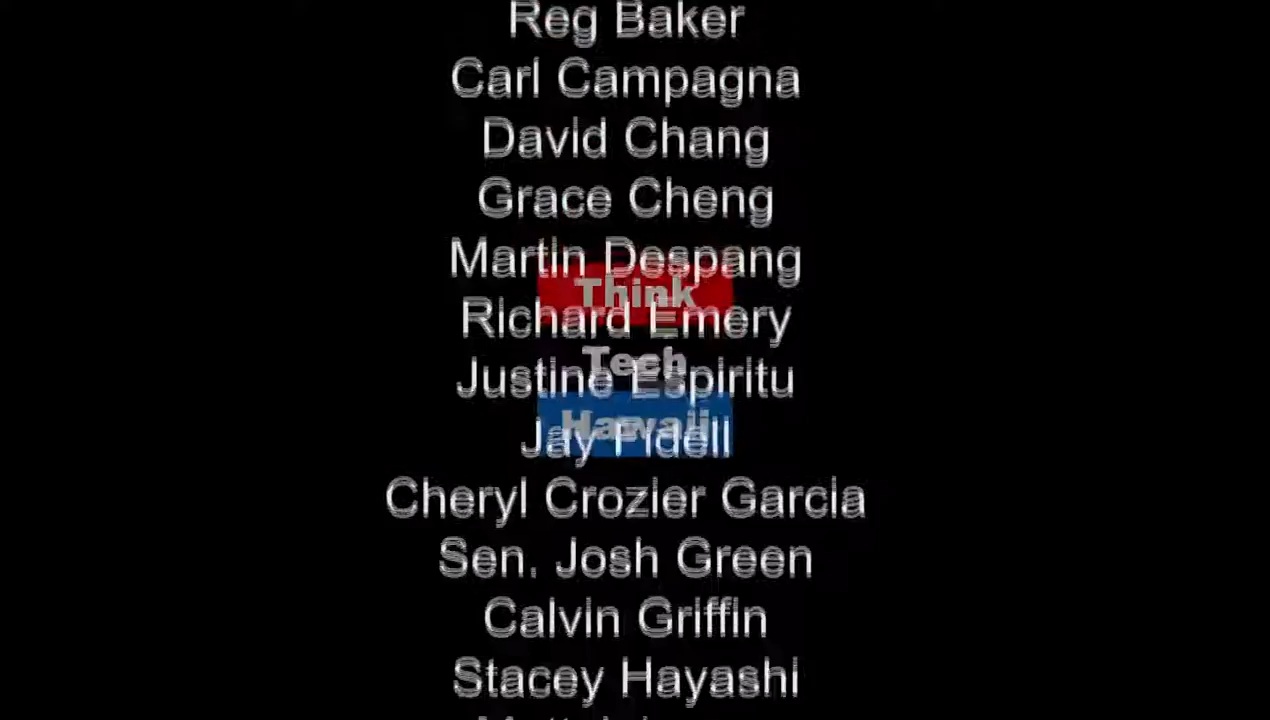 Reg Baker
Carl Campagna
David Chang
Grace Cheng
Martin Despang
Think
Richard Emery
Tech
Justine Espiritu
Hawaii
Jay Fidell
Cheryl Crozier Garcia
Sen. Josh Green
Calvin Griffin
Stacey Hayashi